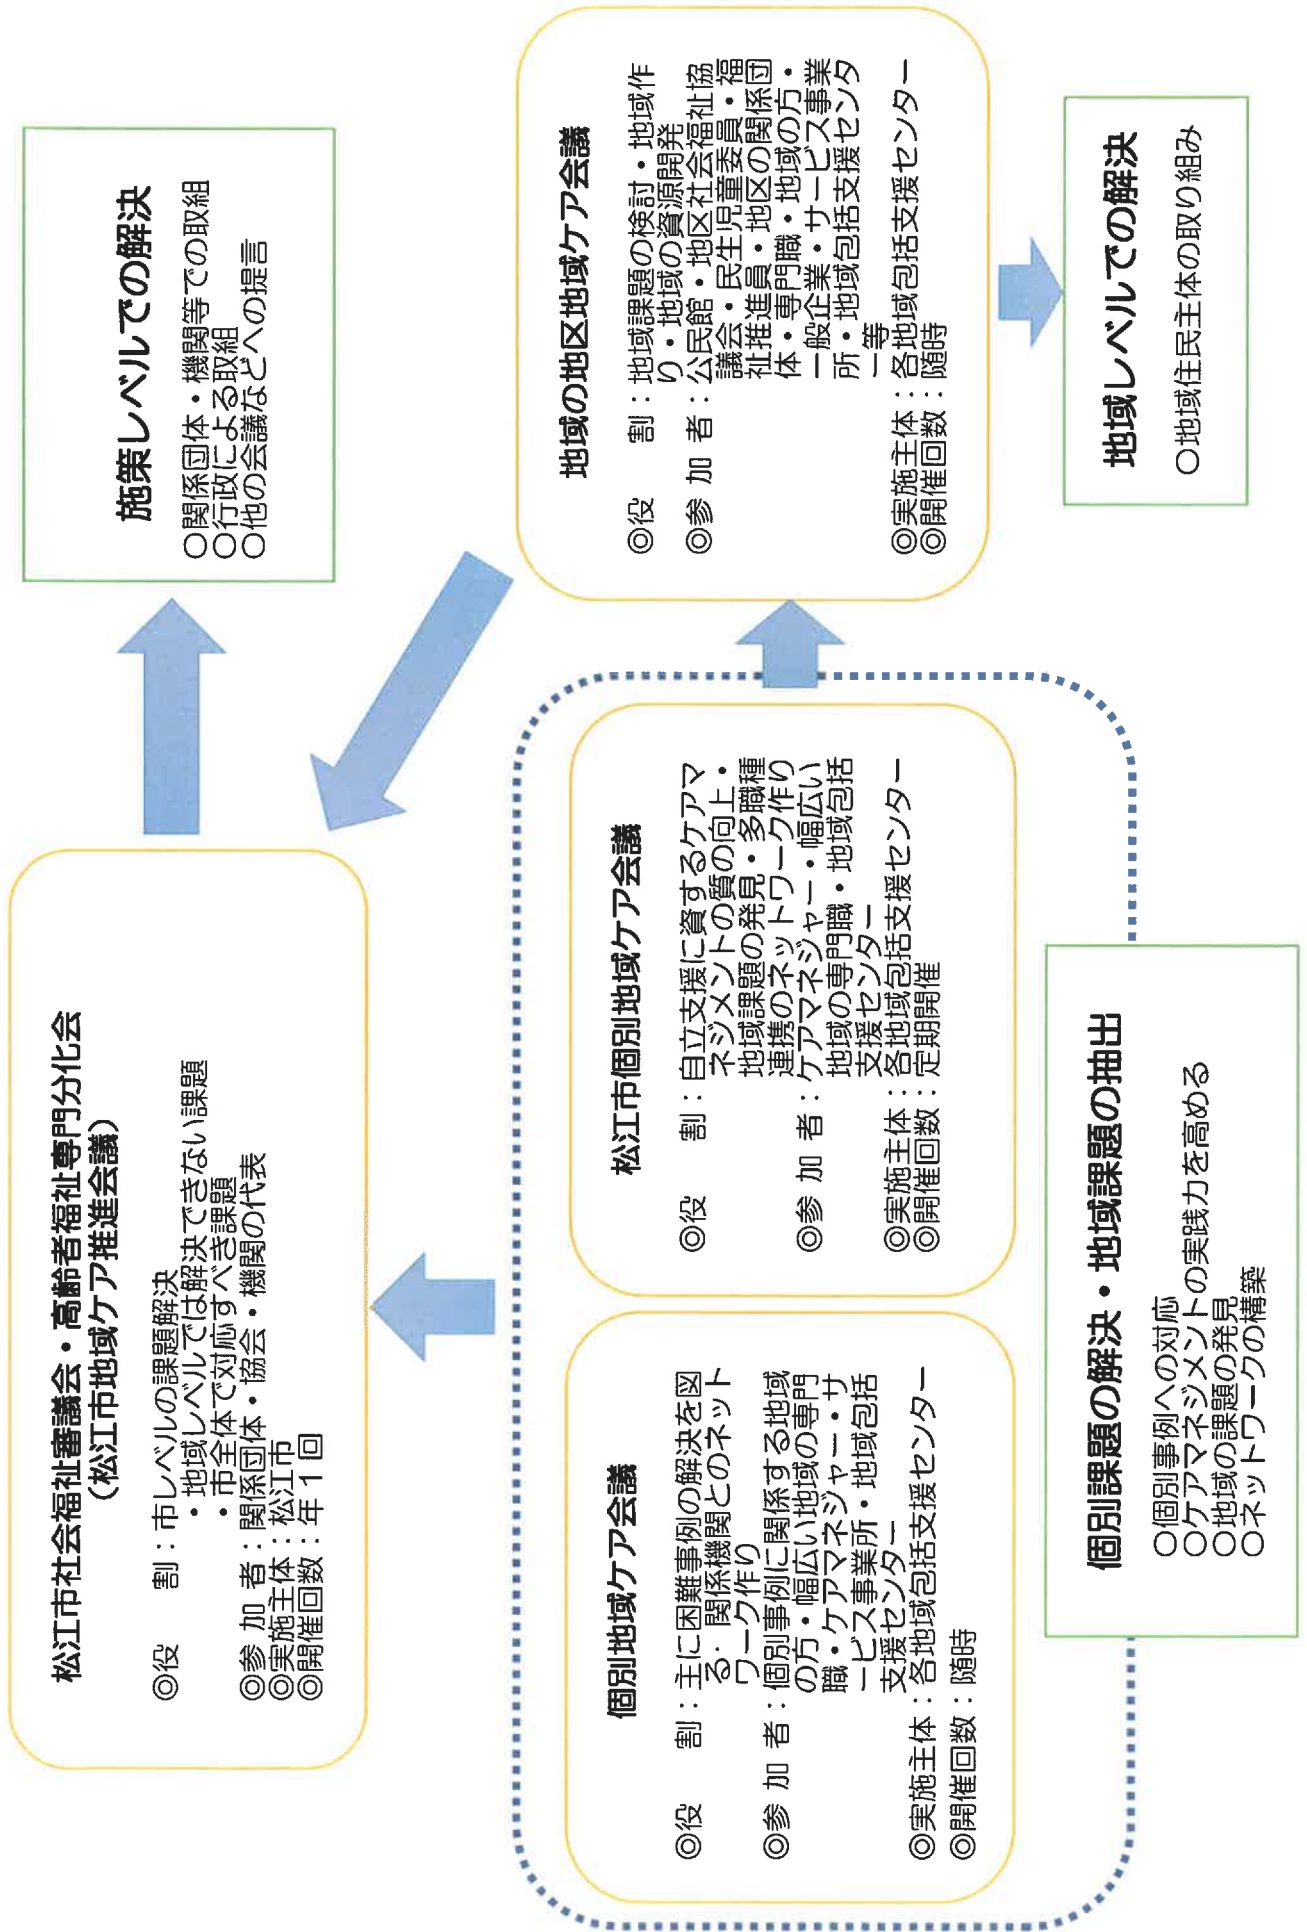 松江市社会福祉審議会・高齢者福祉専門分化会
（松江市地域ケア推進会議）
◎役　　割：市レベルの課題解決
・地域レベルでは解決できない課題
・市全体で対応すべき課題
◎参 加 者：関係団体・協会・機関の代表
◎実施主体：松江市
◎開催回数：年１回
施策レベルでの解決
○関係団体・機関等での取組
○行政による取組
○他の会議などへの提言
個別地域ケア会議
◎役　　割：主に困難事例の解決を図
る・関係機関とのネット
ワーク作り
◎参 加 者：個別事例に関係する地域
の方・幅広い地域の専門
職・ケアマネジャー・サ
ービス事業所・地域包括
支援センター
◎実施主体：各地域包括支援センター
◎開催回数：随時
松江市個別地域ケア会議
◎役　　割：自立支援に資するケアマ
ネジメントの質の向上・
地域課題の発見・多職種
連携のネットワーク作り
◎参 加 者：ケアマネジャー・幅広い
地域の専門職・地域包括
支援センター
◎実施主体：各地域包括支援センター
◎開催回数：定期開催
地域の地区地域ケア会議
◎役　　割：地域課題の検討・地域作
り・地域の資源開発
◎参 加 者：公民館・地区社会福祉協
議会・民生児童委員・福
祉推進員・地区の関係団
体・専門職・地域の方・
一般企業・サービス事業
所・地域包括支援センタ
ー等
◎実施主体：各地域包括支援センター
◎開催回数：随時
個別課題の解決・地域課題の抽出
○個別事例への対応
○ケアマネジメントの実践力を高める
○地域の課題の発見
○ネットワークの構築
地域レベルでの解決
○地域住民主体の取り組み